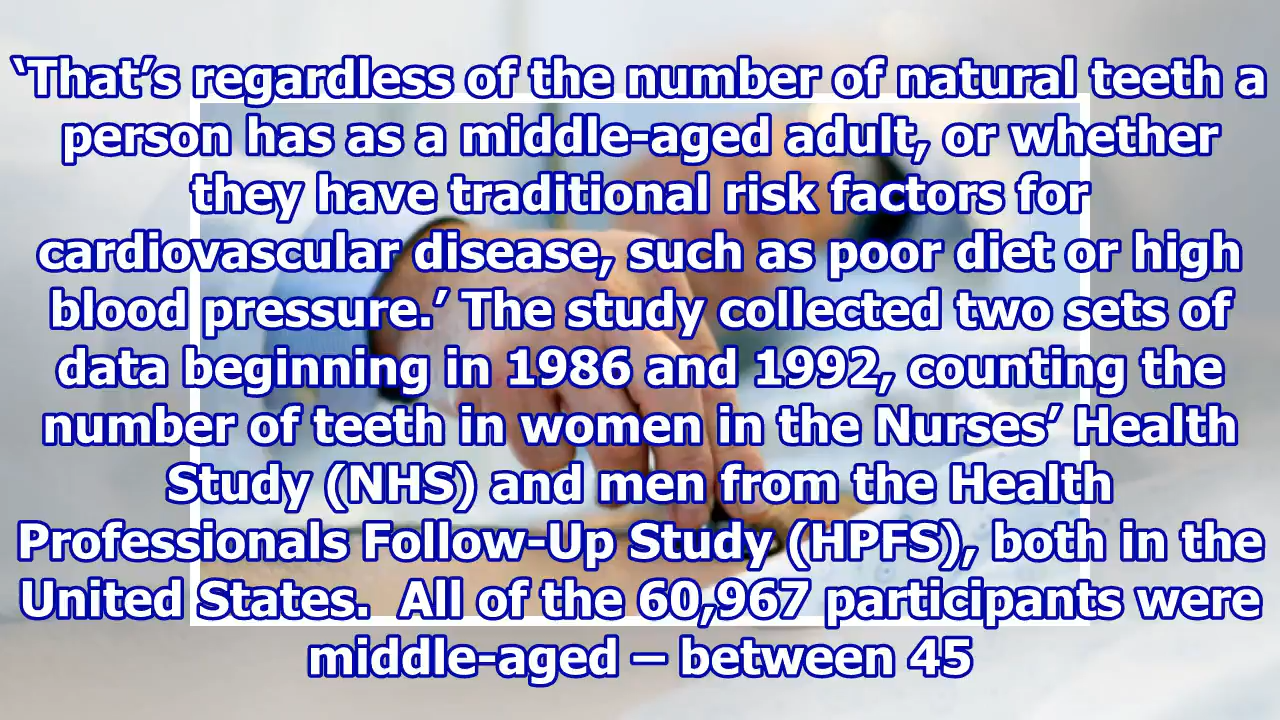 ‘That’s regardless of the number of natural teeth a
person has as a middle-aged adult, or whether
they have traditional risk factors for
cardiovascular disease, such as poor diet or high
blood pressure.’ The study collected two sets of
data beginning in 1986 and 1992, counting the
number of teeth in women in the Nurses’ Health
Study (NHS) and men from the Health
Professionals Follow-Up Study (HPFS), both in the
United States.  All of the 60,967 participants were
middle-aged – between 45